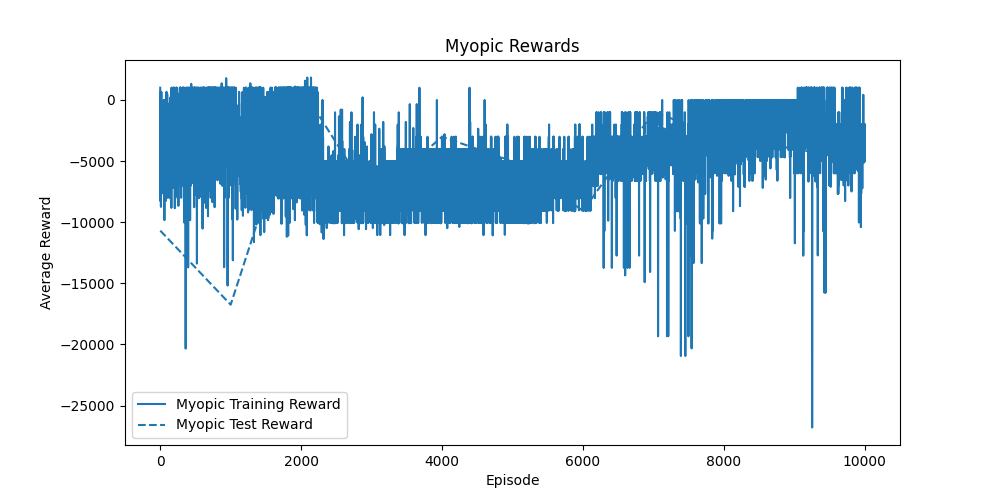 Myopic Rewards
Average Reward
0
−5000
−10000
−15000
−20000
−25000
Myopic Training Reward
Myopic Test Reward
0
2000
4000
6000
8000
10000
Episode